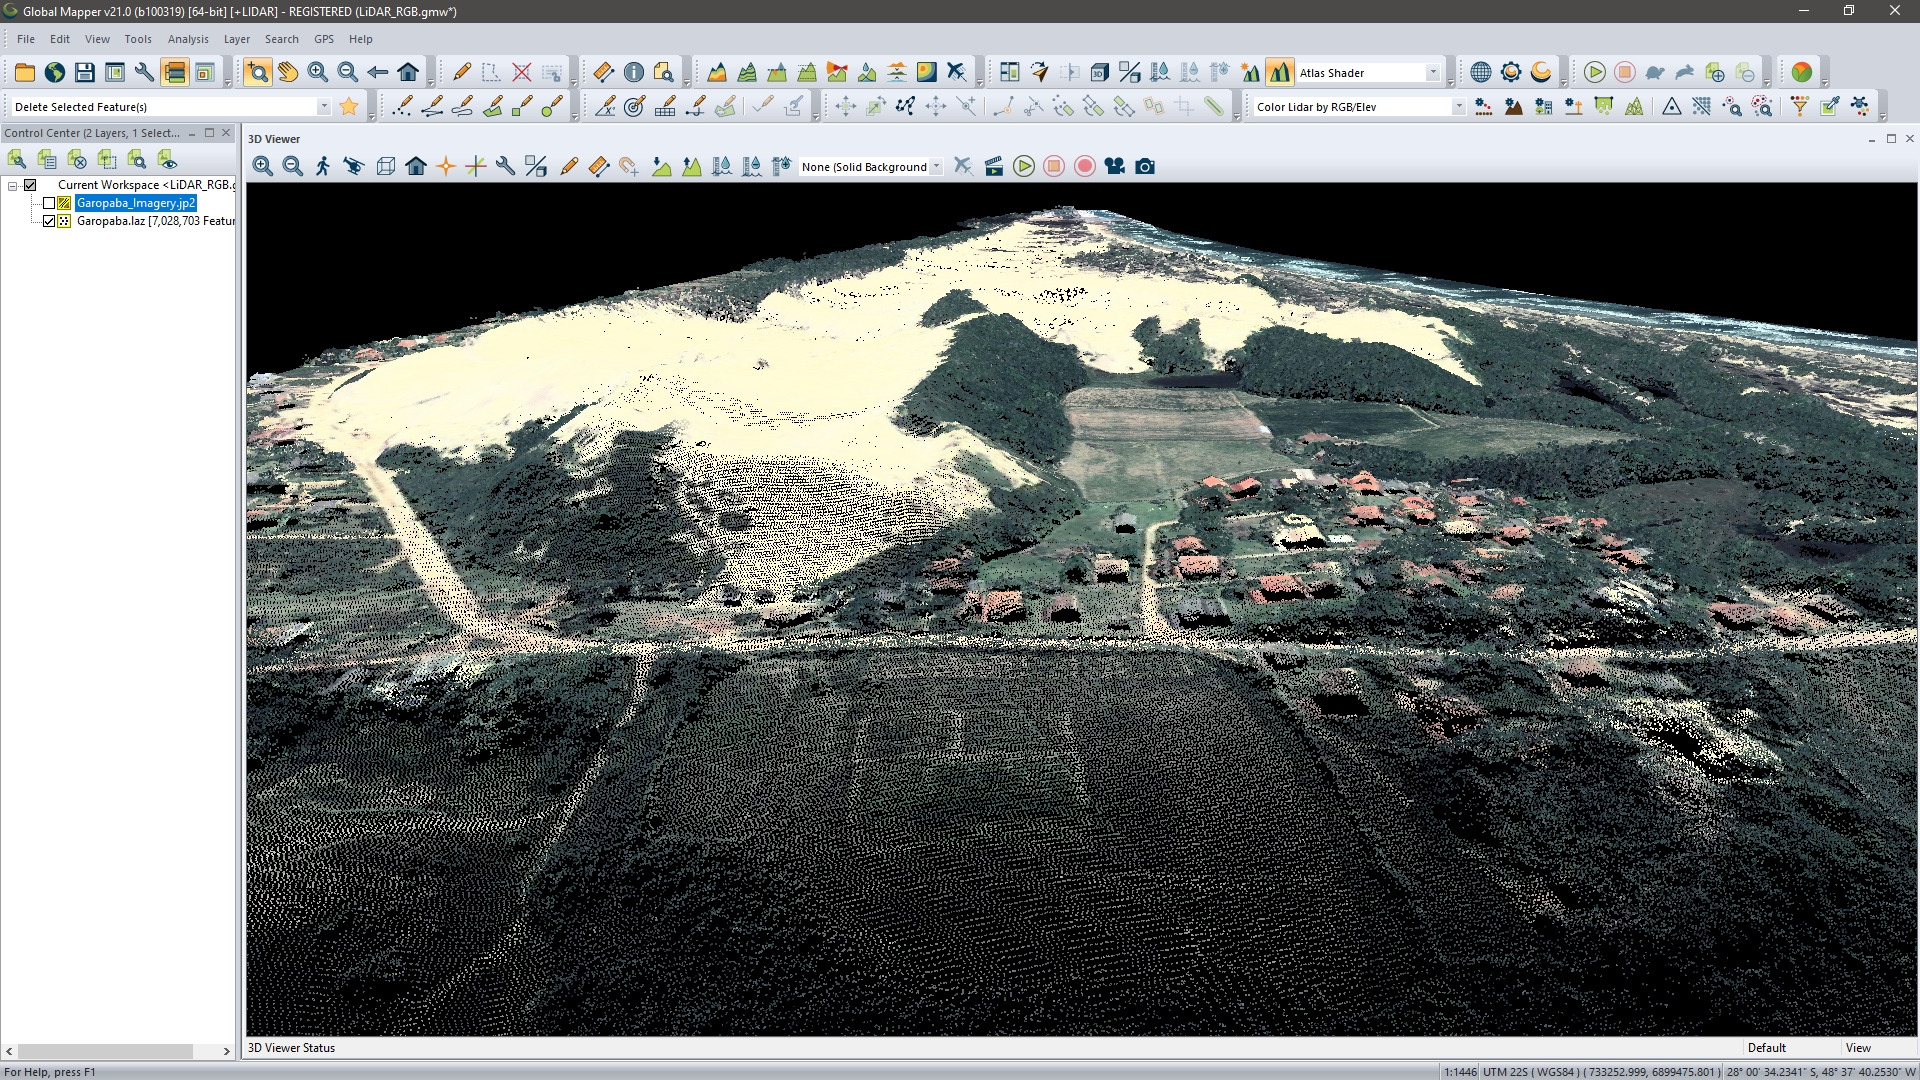 Global Mapper v21.0 (b100319) [64-bit] [+LIDAR] - REGISTERED (LiDAR_RGB.gmw*)
File Edit View Tools Analysis Layer Search GPS Help
Atlas Shader
Delete Selected Feature(s)
Color Lidar by RGB/Elev
Control Center (2 Layers, 1 Select...
3D Viewer
None (Solid Background
Current Workspace <LiDAR_RGB.g
Garopaba_Imagery.jp2
Garopaba.laz [7,028,703 Featur
3D Viewer Status
Default
View
For Help, press F1
1:1446
UTM 22S ( WGS84 ) ( 733252.999, 6899475.801 )
28° 00' 34.2341" S, 48° 37' 40.2530" W